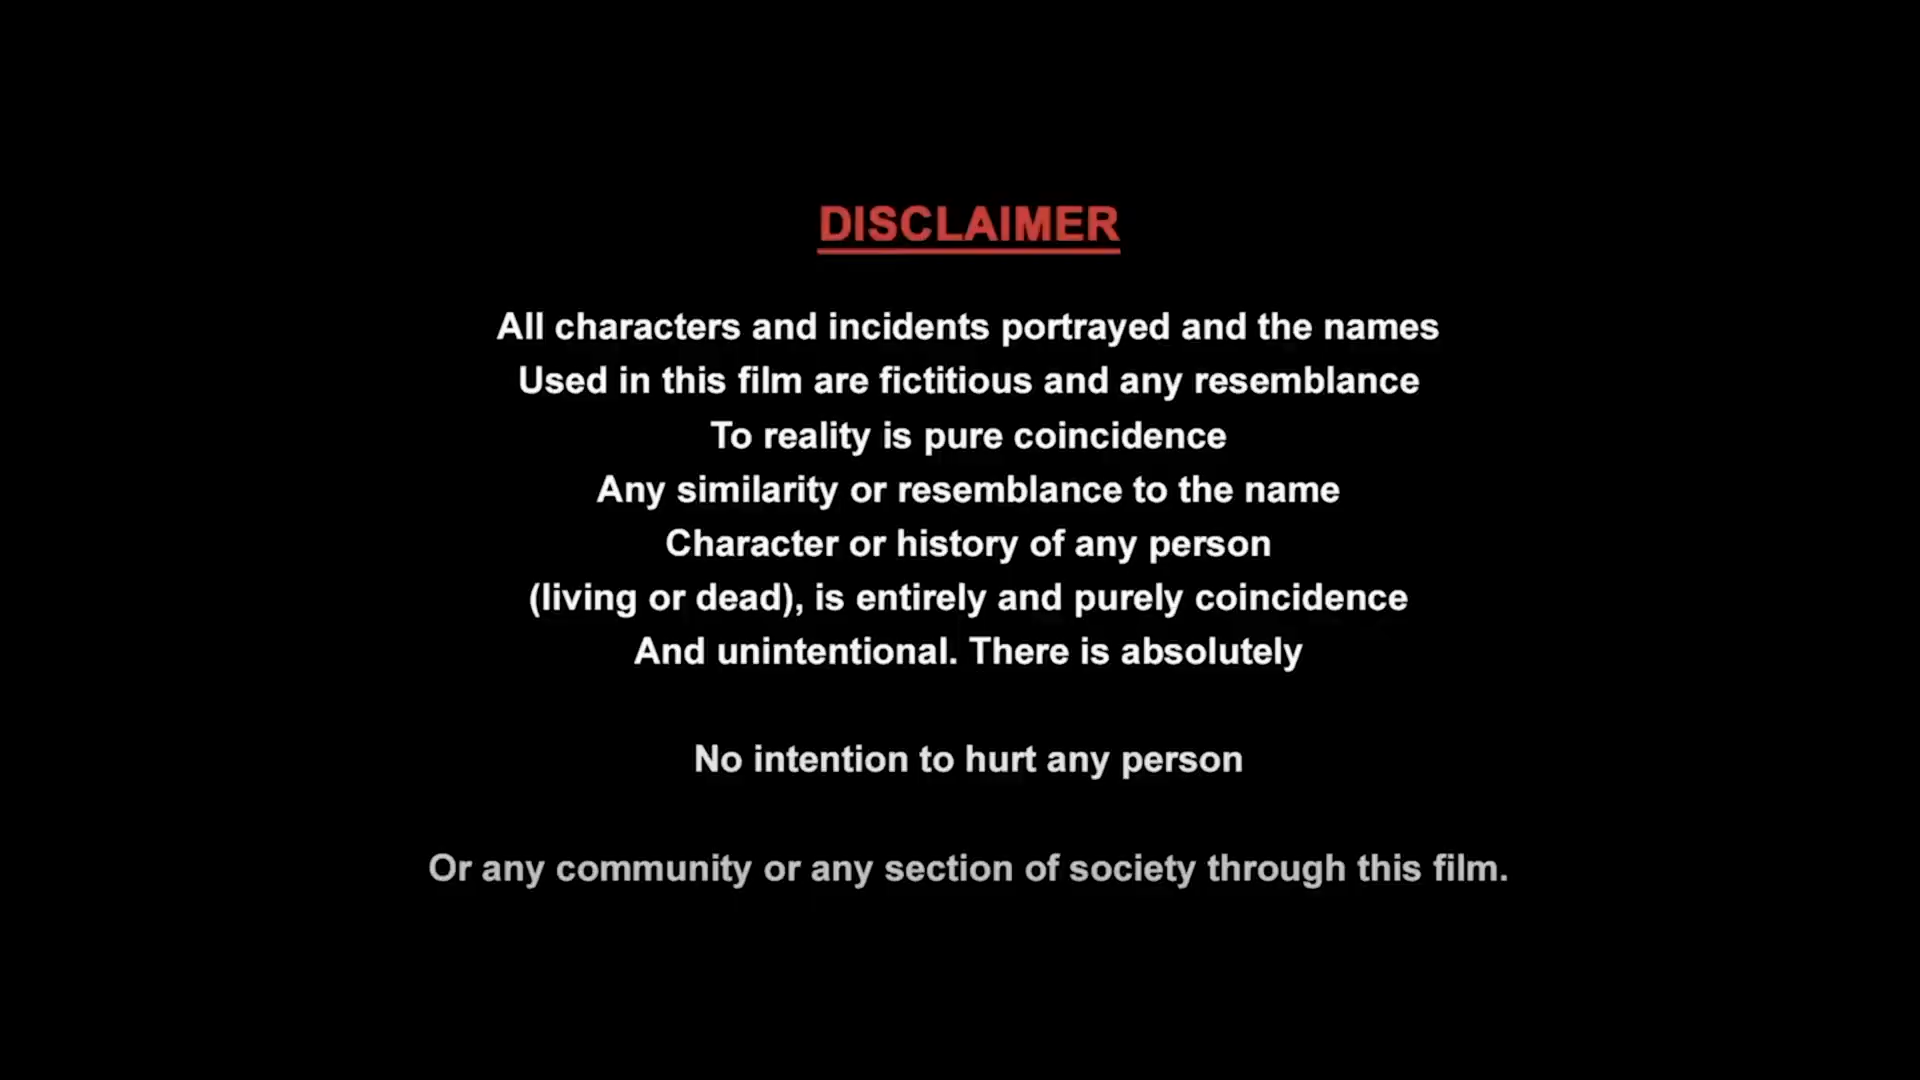 DISCLAIMER
All characters and incidents portrayed and the names
Used in this film are fictitious and any resemblance
To reality is pure coincidence
Any similarity or resemblance to the name
Character or history of any person
(living or dead), is entirely and purely coincidence
And unintentional. There is absolutely
No intention to hurt any person
Or any community or any section of society through this film.